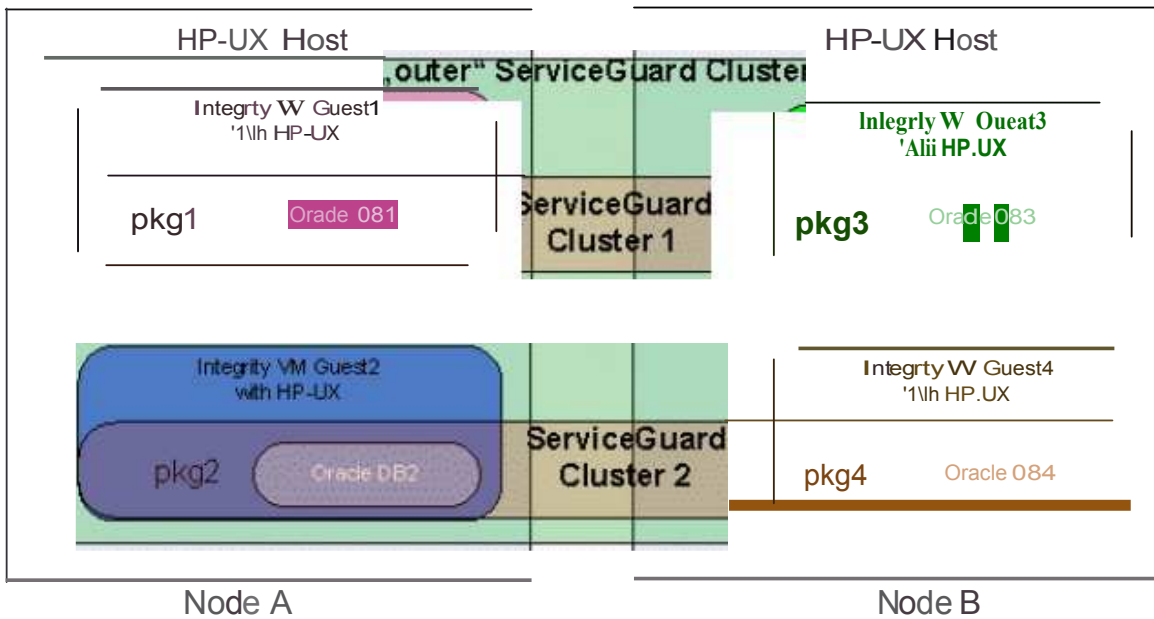 HP-UX Host
HP-UX Host
„outer“ ServiceGuard Cluster
Integrty W Guest1
'1\lh HP-UX
lnlegrly W Oueat3
'Alii HP.UX
pkg1
Orade 081
ServiceGuard
Cluster 1
pkg3
Orade 083
Integrity VM Guest2
with HP-UX
Integrty W Guest4
'1\lh HP.UX
pkg2
Oracle DB2
ServiceGuard
Cluster 2
pkg4
Oracle 084
Node A
Node B